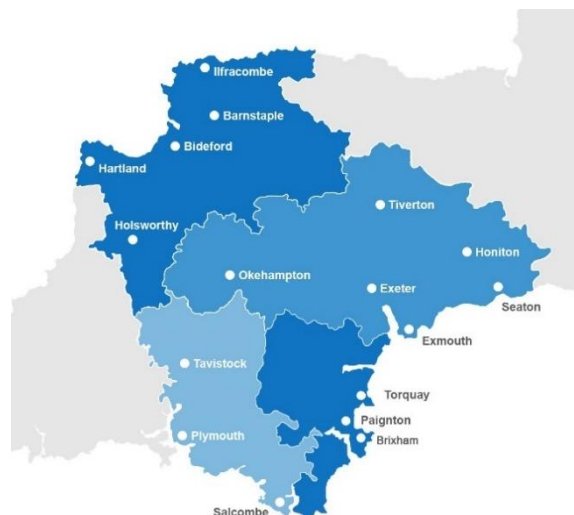 Ilfracombe
Barnstaple
Bideford
Hartland
Tiverton
Holsworthy
Honiton
Okehampton
Exeter
Seaton
Exmouth
Tavistock
Torquay
Paignton
Plymouth
Brixham
Salcombe